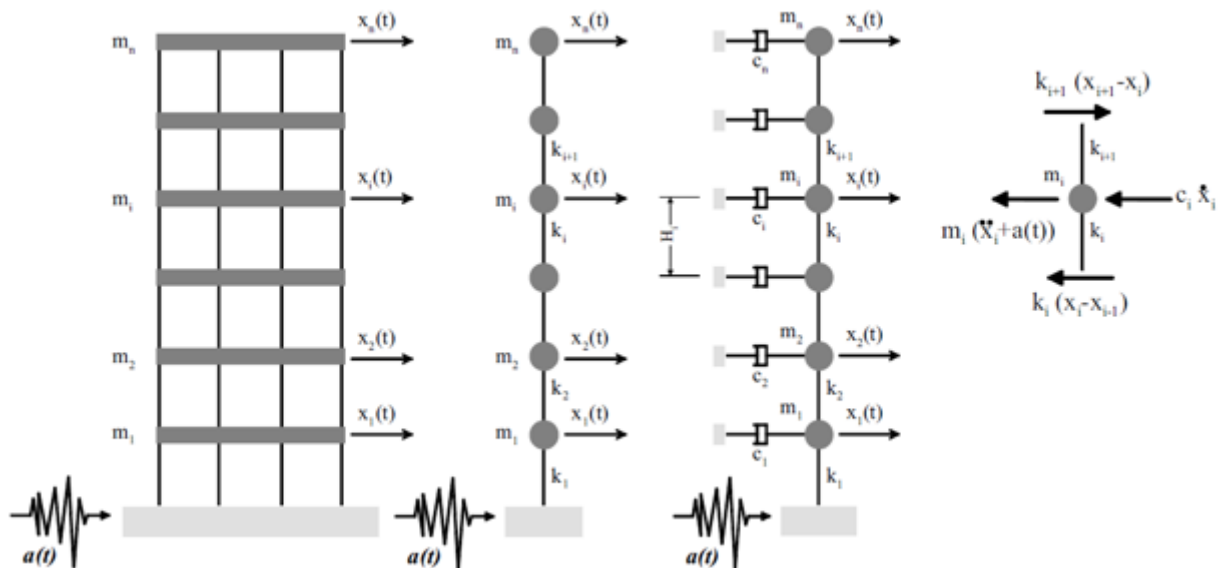 xₙ(t)
mₙ
xᵢ(t)
mᵢ
x₂(t)
m₂
x₁(t)
m₁
a(t)
xₙ(t)
mₙ
kᵢ₊₁
xᵢ(t)
mᵢ
kᵢ
x₂(t)
m₂
k₂
x₁(t)
m₁
k₁
a(t)
mₙ xₙ(t)
cₙ
kᵢ₊₁
mᵢ xᵢ(t)
cᵢ
kᵢ
m₂ x₂(t)
c₂
k₂
m₁ x₁(t)
c₁
k₁
a(t)
kᵢ₊₁ (xᵢ₊₁-xᵢ)
kᵢ₊₁
mᵢ
cᵢ ẋᵢ
mᵢ (ẍᵢ+a(t))
kᵢ
kᵢ (xᵢ-xᵢ₋₁)